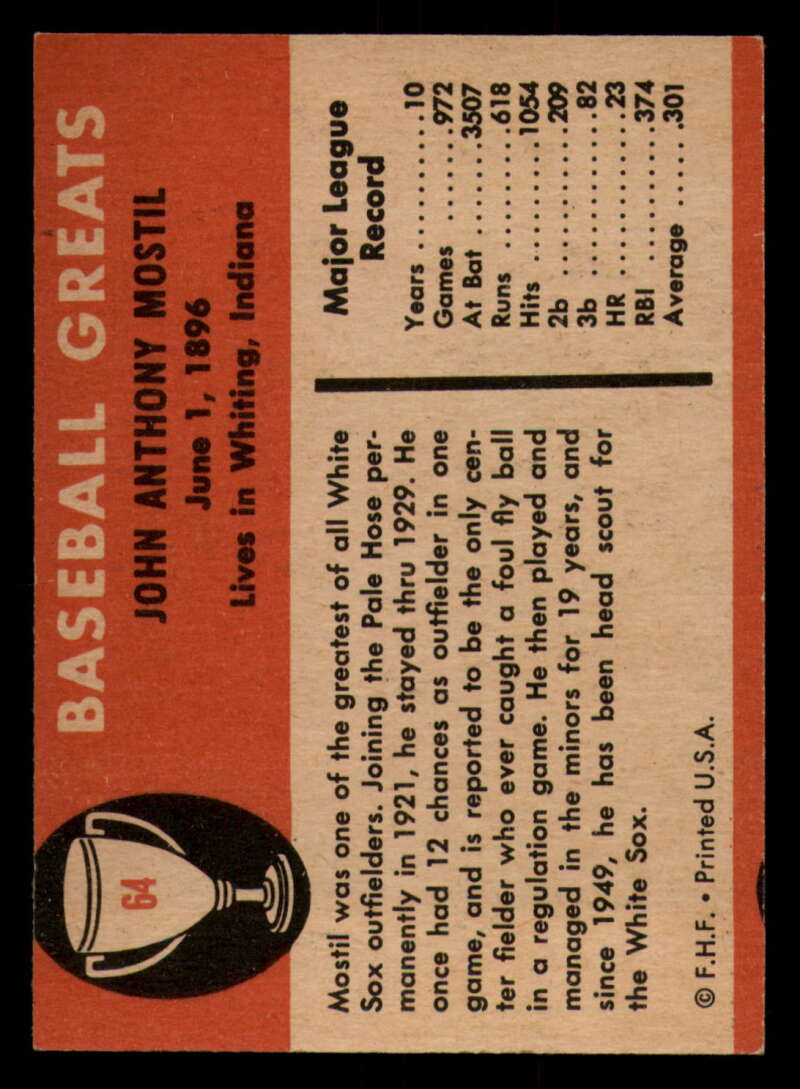 BASEBALL GREATS
64
JOHN ANTHONY MOSTIL
June 1, 1896
Lives in Whiting, Indiana
Mostil was one of the greatest of all White
Sox outfielders. Joining the Pale Hose per-
manently in 1921, he stayed thru 1929. He
once had 12 chances as outfielder in one
game, and is reported to be the only cen-
ter fielder who ever caught a foul fly ball
in a regulation game. He then played and
managed in the minors for 19 years, and
since 1949, he has been head scout for
the White Sox.
© F.H.F. • Printed U.S.A.
Major League
Record
Years ..........10
Games .......972
At Bat .......3507
Runs .........618
Hits .........1054
2b ...........209
3b ............82
HR ............23
RBI ..........374
Average .....301